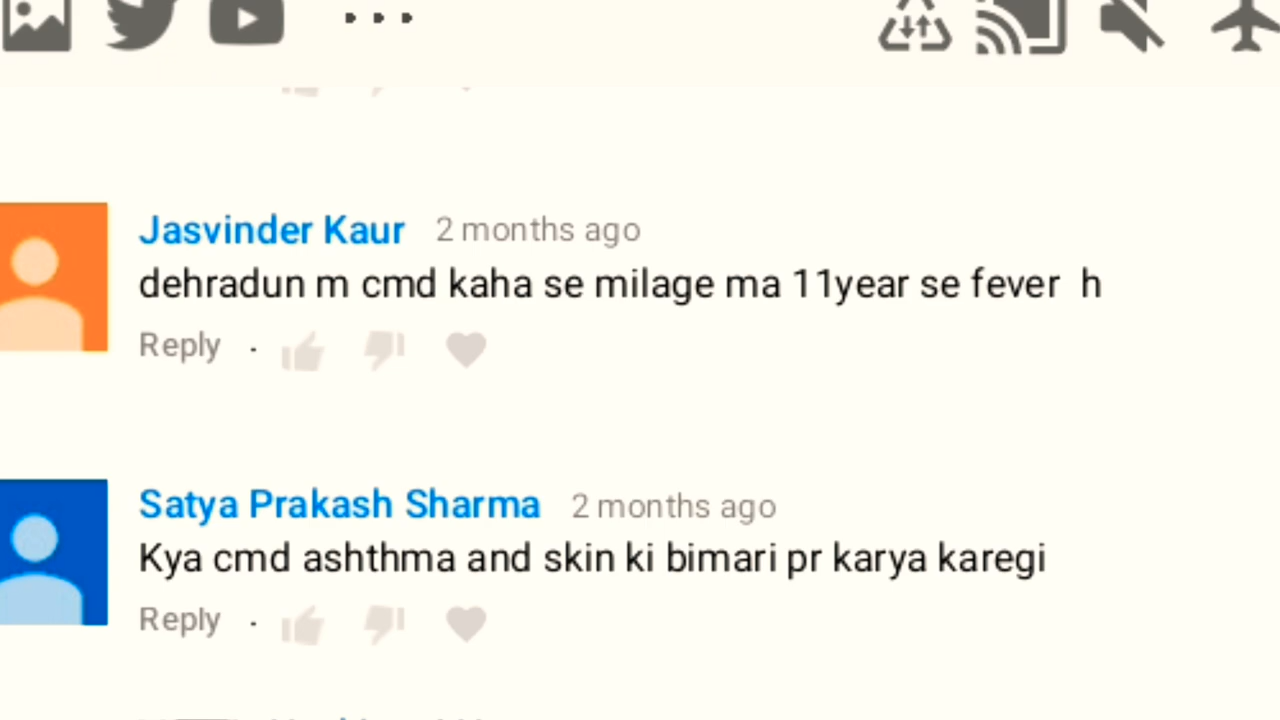 Jasvinder Kaur 2 months ago
dehradun m cmd kaha se milage ma 11year se fever h
Reply
Satya Prakash Sharma 2 months ago
Kya cmd ashthma and skin ki bimari pr karya karegi
Reply